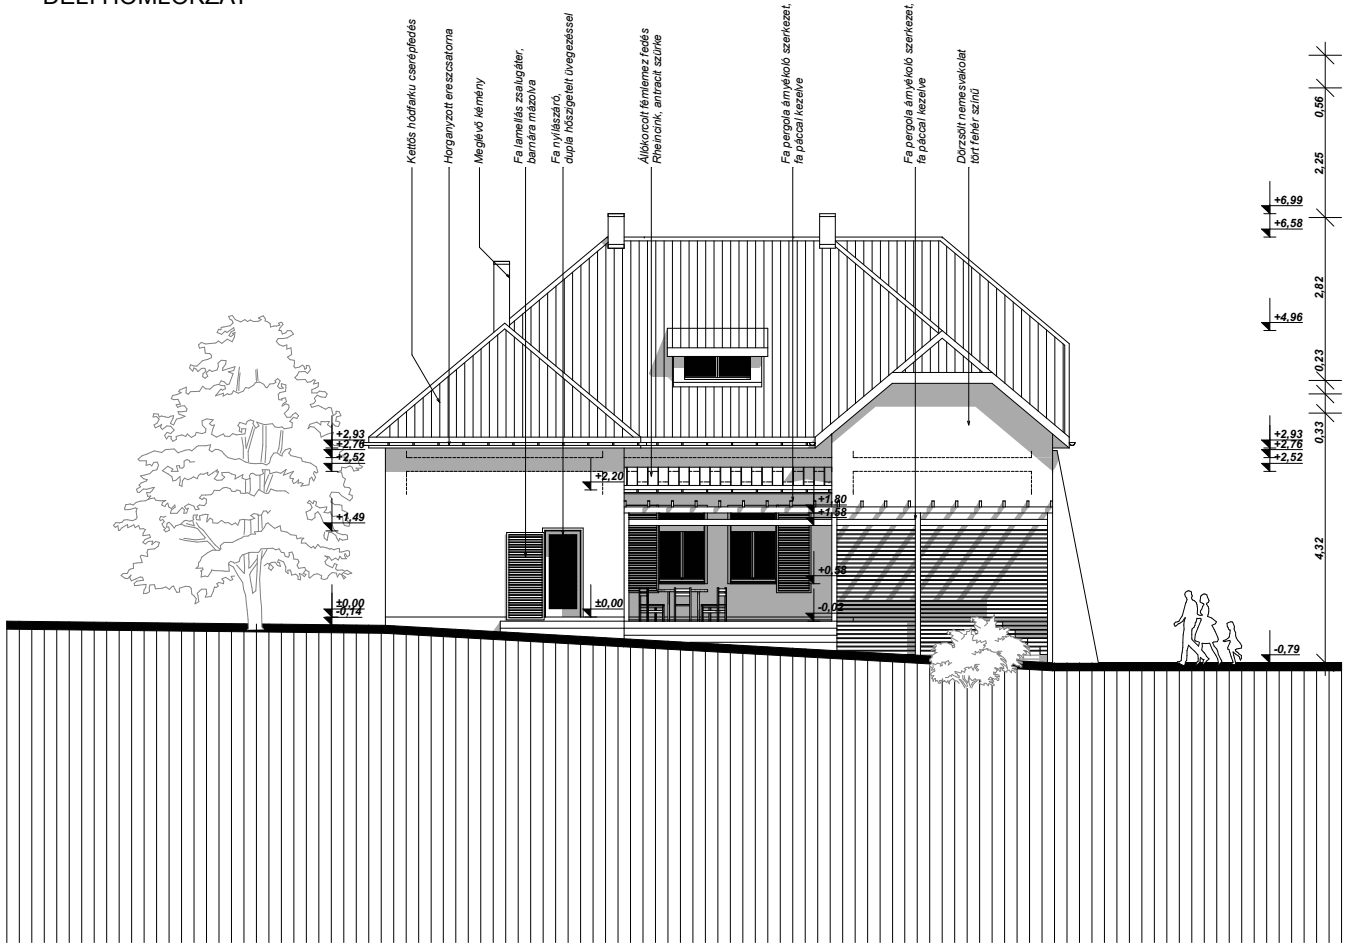 DÉLI HOMLOKZAT
Kettős hódfarku cserépfedés
Horganyzott ereszcsatorna
Meglévő kémény
Fa lamellás zsalugáter,
barnára mázolva
Fa nyílászáró,
dupla hőszigetelt üvegezéssel
Állókorcolt fémlemez fedés
Rheincink, antracit szürke
Fa pergola árnyékoló szerkezet,
fa páccal kezelve
Fa pergola árnyékoló szerkezet,
fa páccal kezelve
Dörzsölt nemesvakolat
tört fehér színű
0,56
2,25
+6,99
+6,58
2,82
+4,96
0,23
0,33
+2,93
+2,76
+2,52
+2,93
+2,76
+2,52
+2,20
+1,80
+1,58
+1,49
4,32
+0,58
±0,00
-0,14
±0,00
-0,02
-0,79